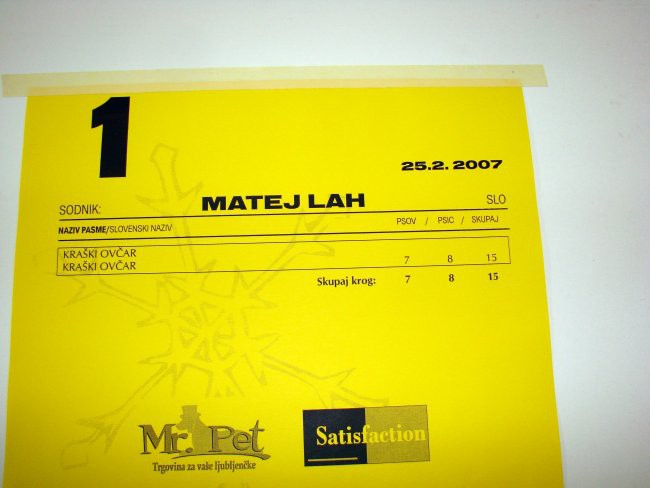 1
25.2. 2007
SODNIK: MATEJ LAH SLO
NAZIV PASME/SLOVENSKI NAZIV PSOV / PSIC / SKUPAJ
KRAŠKI OVČAR
KRAŠKI OVČAR 7 8 15
Skupaj krog: 7 8 15
Mr. Pet
Trgovina za vaše ljubljenčke
Satisfaction